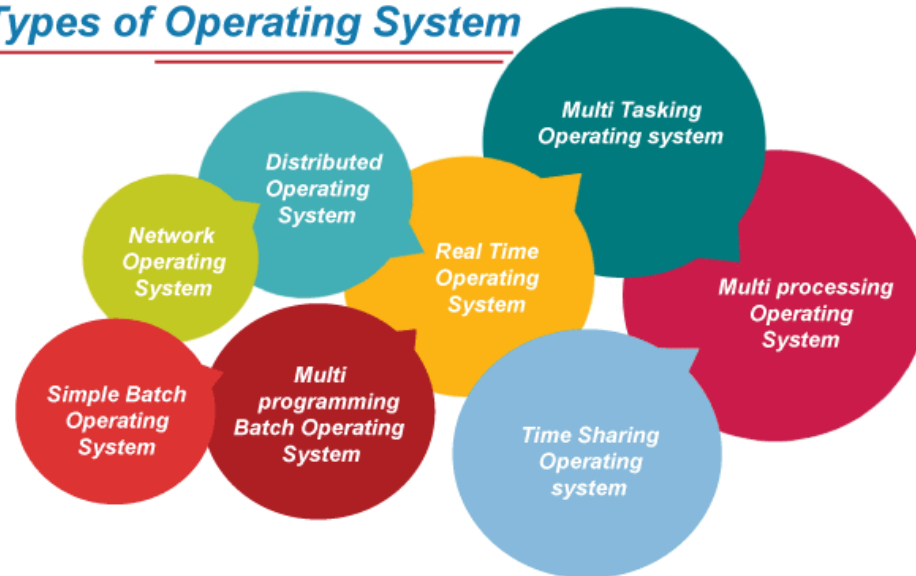 Types of Operating System
Multi Tasking
Operating system
Distributed
Operating
System
Network
Operating
System
Real Time
Operating
System
Multi processing
Operating
System
Simple Batch
Operating
System
Multi
programming
Batch Operating
System
Time Sharing
Operating
system